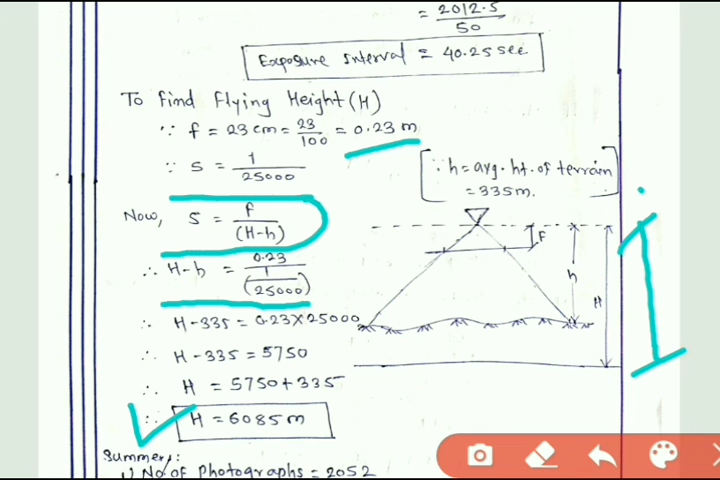 = 2012.5
50
Exposure Interval = 40.25 sec
To find Flying Height (H)
∵ f = 23 cm = 23/100 = 0.23 m
∵ S = 1/25000
[∵ h = avg. ht. of terrain
= 335m.]
Now, S = f/(H-h)
∴ H-h = 0.23/(1/25000)
F
h
H
∴ H-335 = 0.23×25000
∴ H-335 = 5750
∴ H = 5750+335
∴ H = 6085 m
Summery:
1) No. of Photographs = 2052